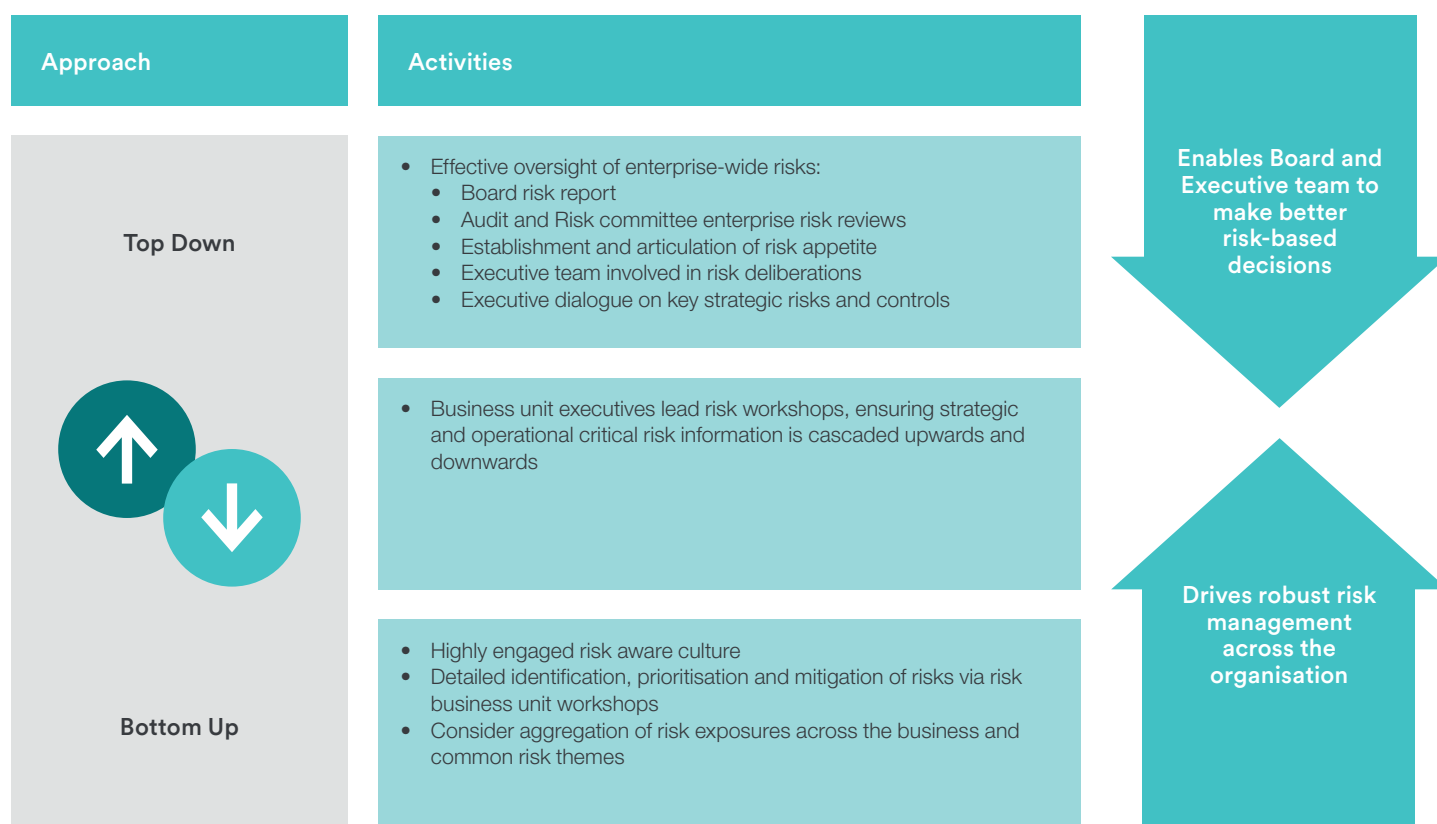 Approach
Activities
Top Down
• Effective oversight of enterprise-wide risks:
• Board risk report
• Audit and Risk committee enterprise risk reviews
• Establishment and articulation of risk appetite
• Executive team involved in risk deliberations
• Executive dialogue on key strategic risks and controls
Enables Board and
Executive team to
make better
risk-based
decisions
• Business unit executives lead risk workshops, ensuring strategic
and operational critical risk information is cascaded upwards and
downwards
Bottom Up
• Highly engaged risk aware culture
• Detailed identification, prioritisation and mitigation of risks via risk
business unit workshops
• Consider aggregation of risk exposures across the business and
common risk themes
Drives robust risk
management
across the
organisation